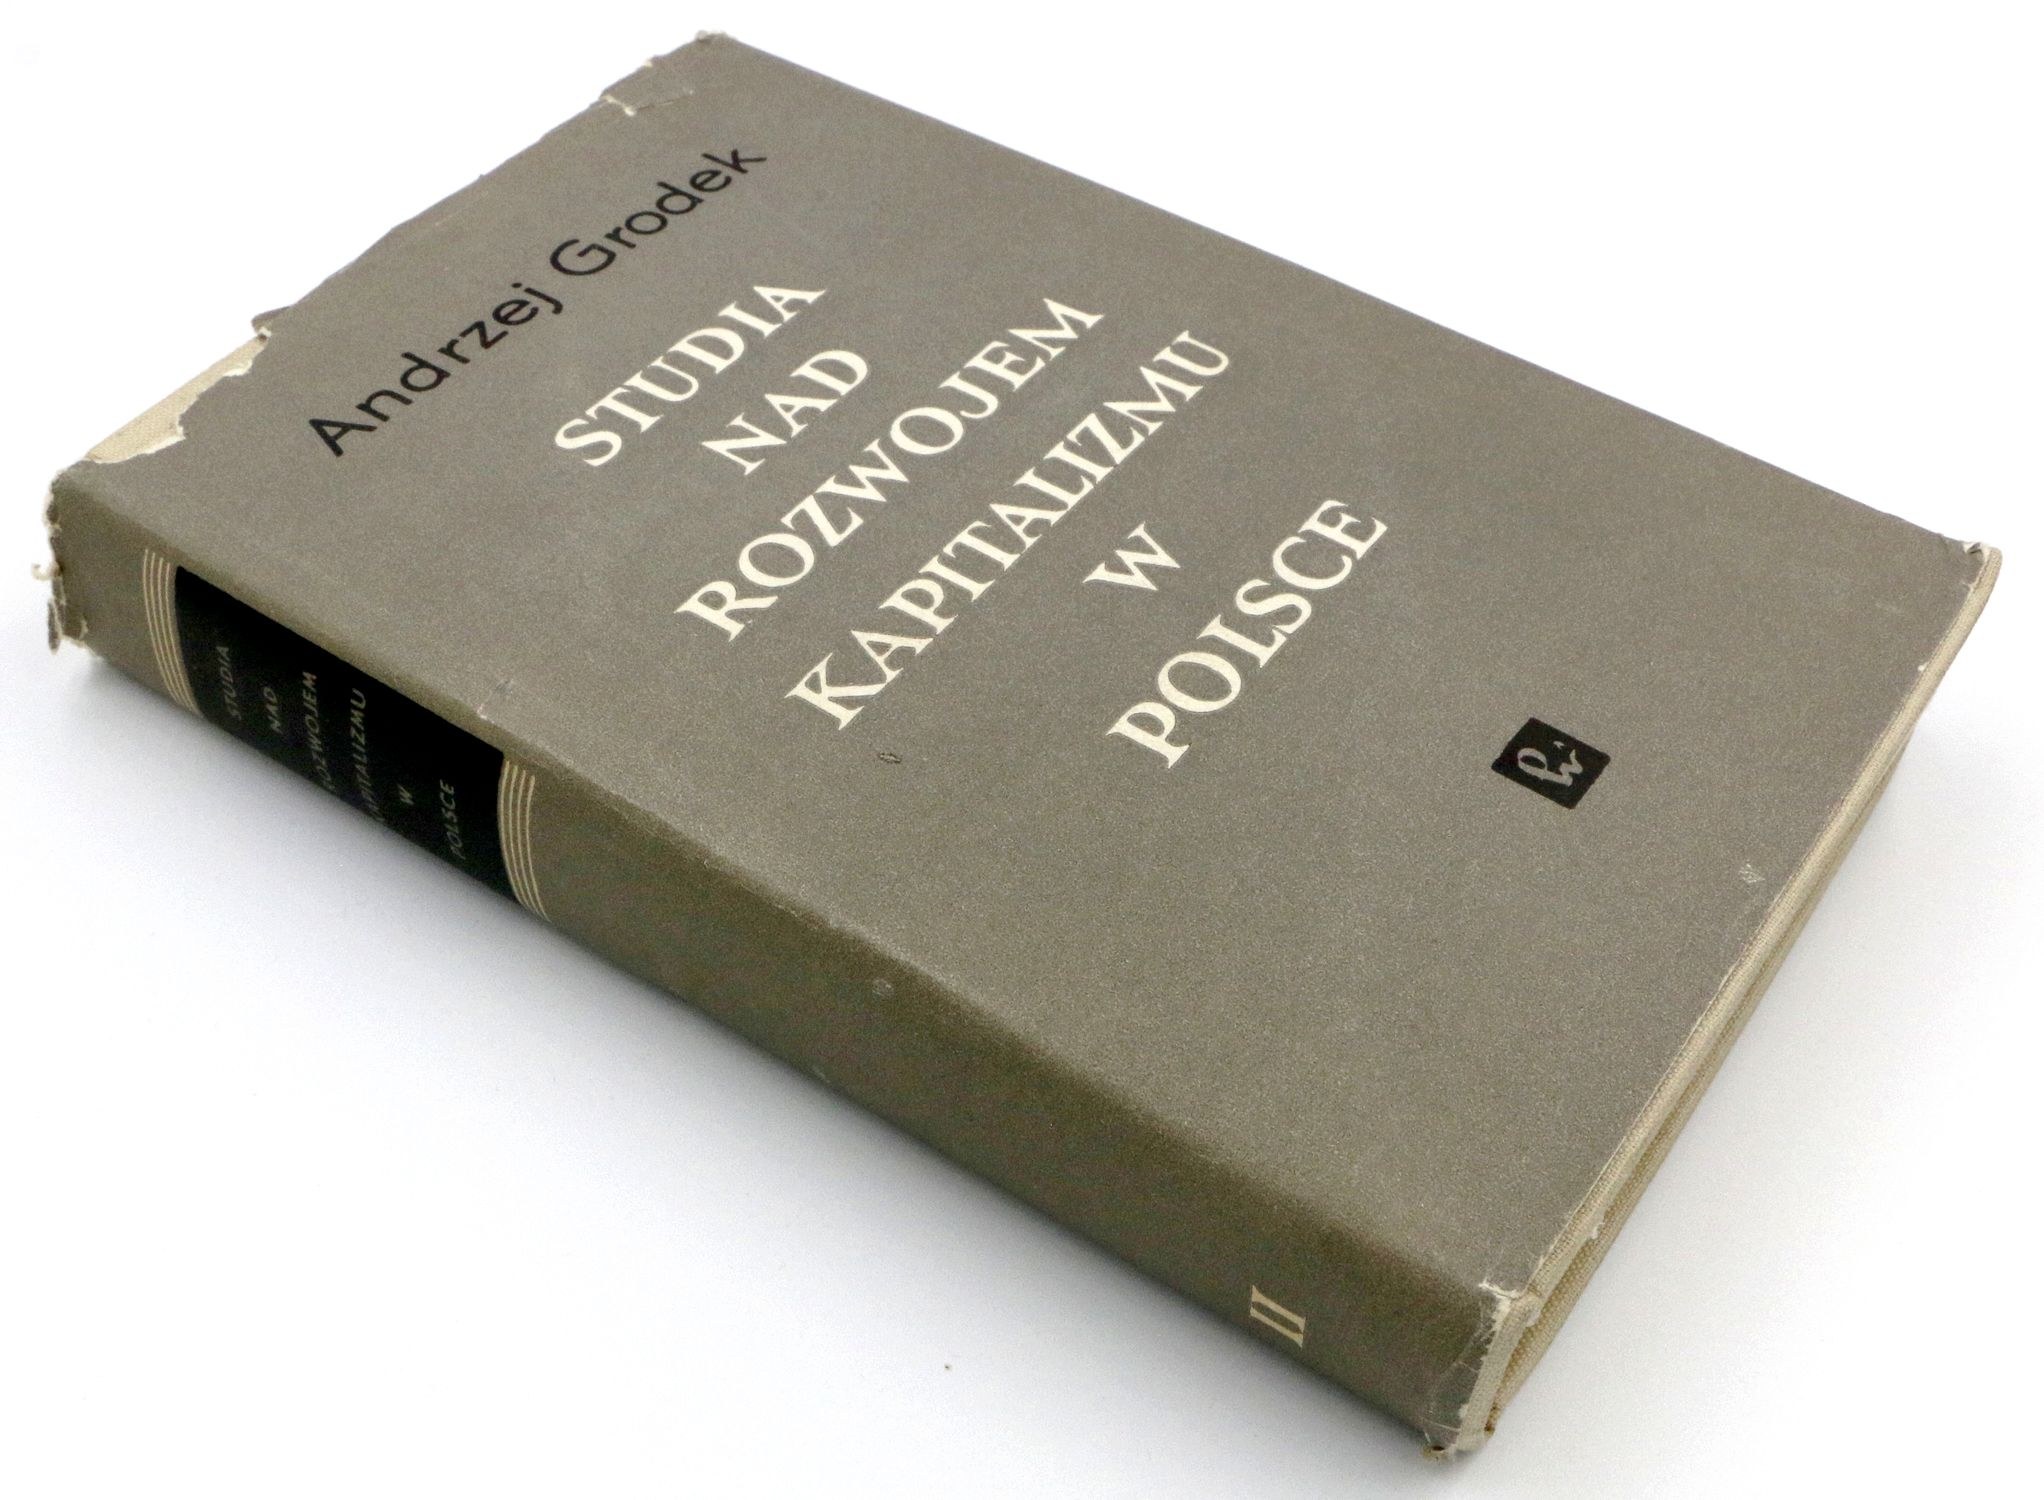 Andrzej Grodek
STUDIA
NAD
ROZWOJEM
KAPITALIZMU
W
POLSCE
STUDIA
NAD
ROZWOJEM
KAPITALIZMU
W
POLSCE
II